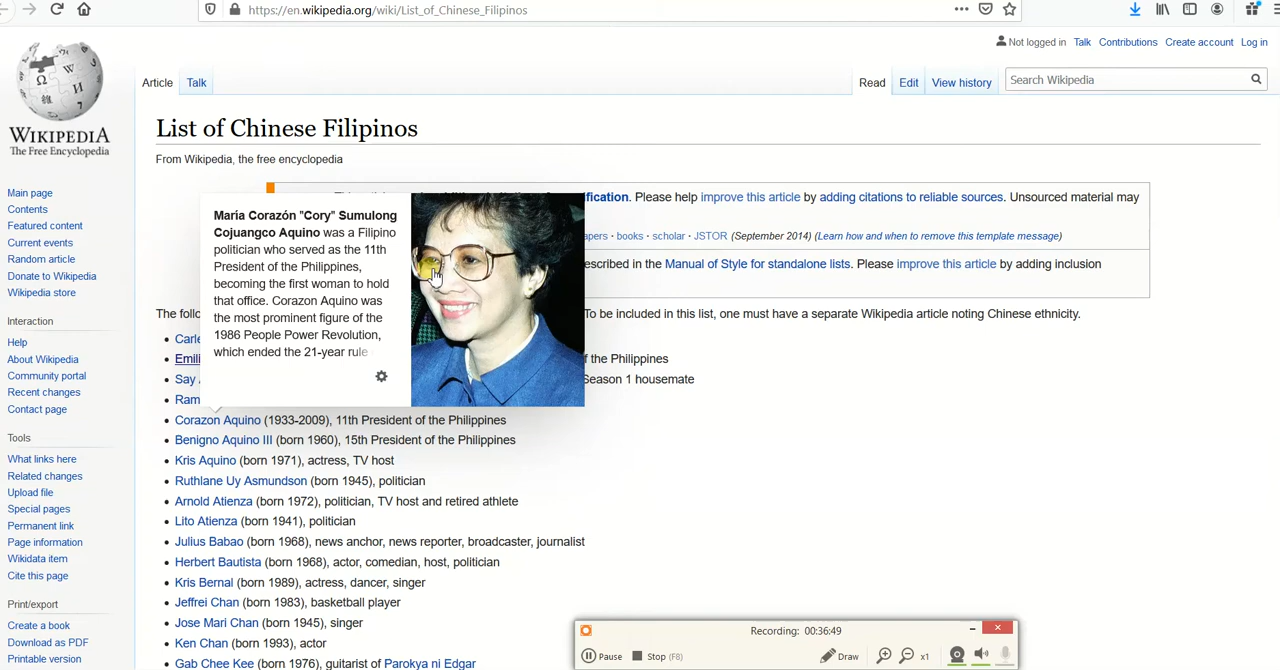 https://en.wikipedia.org/wiki/List_of_Chinese_Filipinos
Not logged in Talk Contributions Create account Log in
Article Talk
Read Edit View history
Search Wikipedia
WIKIPEDIA
The Free Encyclopedia
Main page
Contents
Featured content
Current events
Random article
Donate to Wikipedia
Wikipedia store
Interaction
Help
About Wikipedia
Community portal
Recent changes
Contact page
Tools
What links here
Related changes
Upload file
Special pages
Permanent link
Page information
Wikidata item
Cite this page
Print/export
Create a book
Download as PDF
Printable version
List of Chinese Filipinos
From Wikipedia, the free encyclopedia
Please help improve this article by adding citations to reliable sources. Unsourced material may
books · scholar · JSTOR (September 2014) (Learn how and when to remove this template message)
in the Manual of Style for standalone lists. Please improve this article by adding inclusion
María Corazón "Cory" Sumulong
Cojuangco Aquino was a Filipino
politician who served as the 11th
President of the Philippines,
becoming the first woman to hold
that office. Corazon Aquino was
the most prominent figure of the
1986 People Power Revolution,
which ended the 21-year rule
The To be included in this list, one must have a separate Wikipedia article noting Chinese ethnicity.
the Philippines
Season 1 housemate
Corazon Aquino (1933-2009), 11th President of the Philippines
Benigno Aquino III (born 1960), 15th President of the Philippines
Kris Aquino (born 1971), actress, TV host
Ruthlane Uy Asmundson (born 1945), politician
Arnold Atienza (born 1972), politician, TV host and retired athlete
Lito Atienza (born 1941), politician
Julius Babao (born 1968), news anchor, news reporter, broadcaster, journalist
Herbert Bautista (born 1968), actor, comedian, host, politician
Kris Bernal (born 1989), actress, dancer, singer
Jeffrei Chan (born 1983), basketball player
Jose Mari Chan (born 1945), singer
Ken Chan (born 1993), actor
Gab Chee Kee (born 1976), guitarist of Parokya ni Edgar
Recording: 00:36:49
Pause Stop (F8) Draw x1